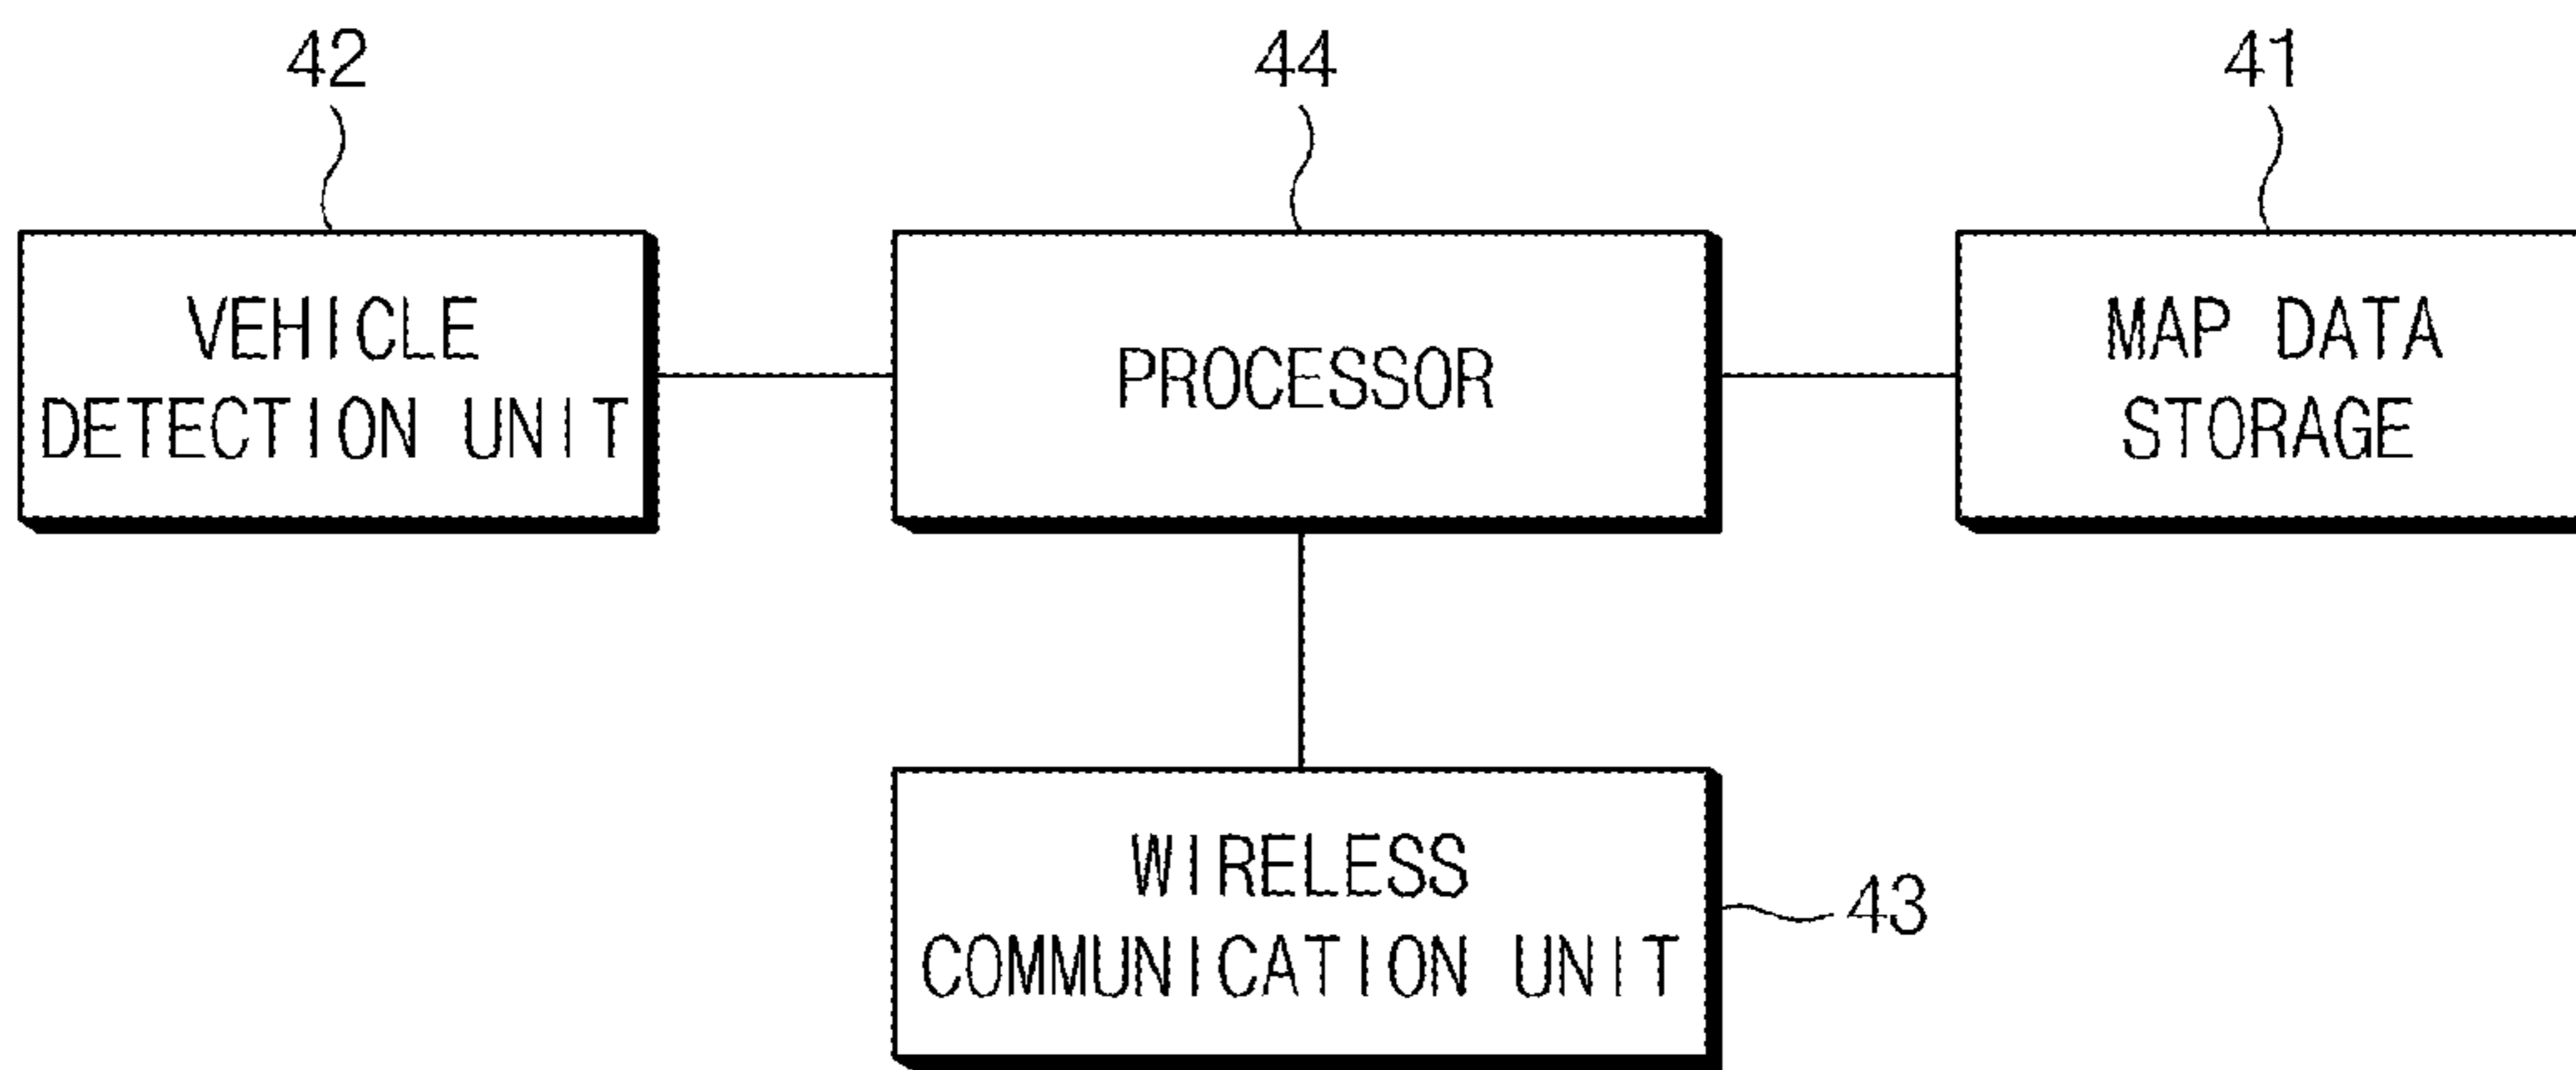 42
44
41
VEHICLE
DETECTION UNIT
PROCESSOR
MAP DATA
STORAGE
WIRELESS
COMMUNICATION UNIT
43